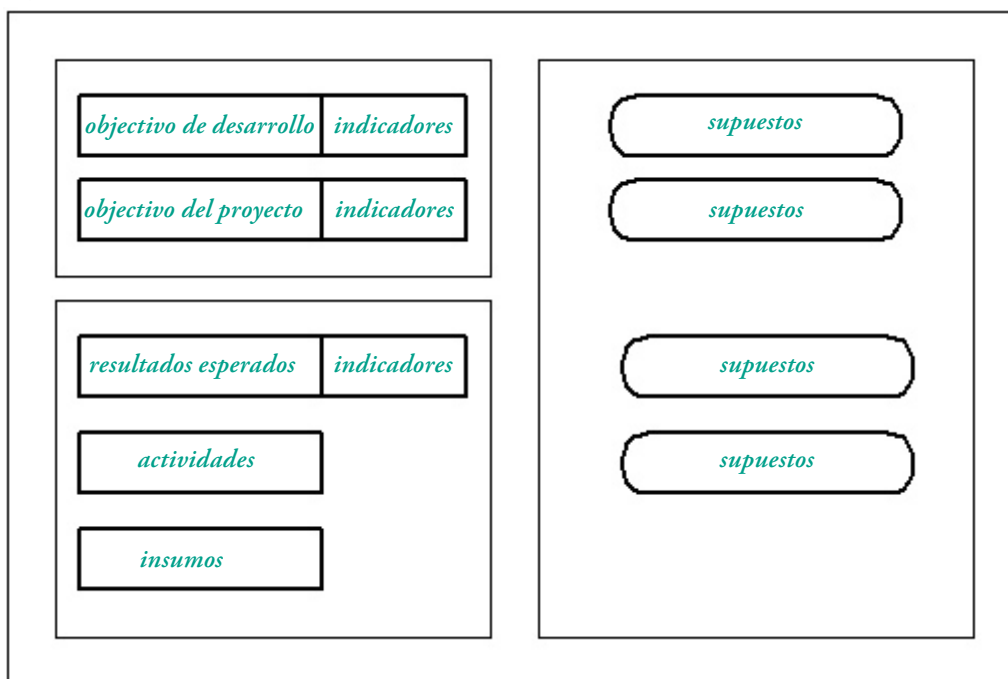 objectivo de desarrollo indicadores supuestos
objectivo del proyecto indicadores supuestos
resultados esperados indicadores supuestos
actividades supuestos
insumos